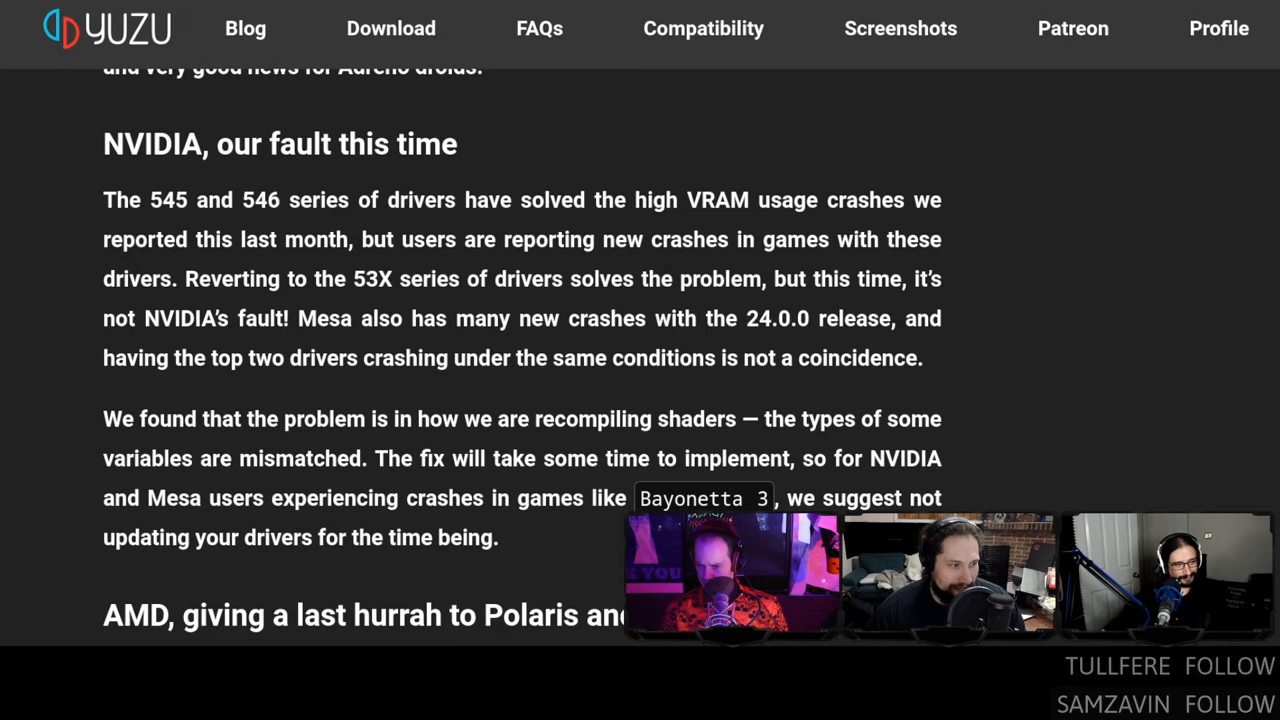 YUZU
Blog
Download
FAQs
Compatibility
Screenshots
Patreon
Profile
and very good news for Adreno droids.
NVIDIA, our fault this time
The 545 and 546 series of drivers have solved the high VRAM usage crashes we
reported this last month, but users are reporting new crashes in games with these
drivers. Reverting to the 53X series of drivers solves the problem, but this time, it’s
not NVIDIA’s fault! Mesa also has many new crashes with the 24.0.0 release, and
having the top two drivers crashing under the same conditions is not a coincidence.
We found that the problem is in how we are recompiling shaders — the types of some
variables are mismatched. The fix will take some time to implement, so for NVIDIA
and Mesa users experiencing crashes in games like Bayonetta 3, we suggest not
updating your drivers for the time being.
AMD, giving a last hurrah to Polaris and
TULLFERE FOLLOW
SAMZAVIN FOLLOW